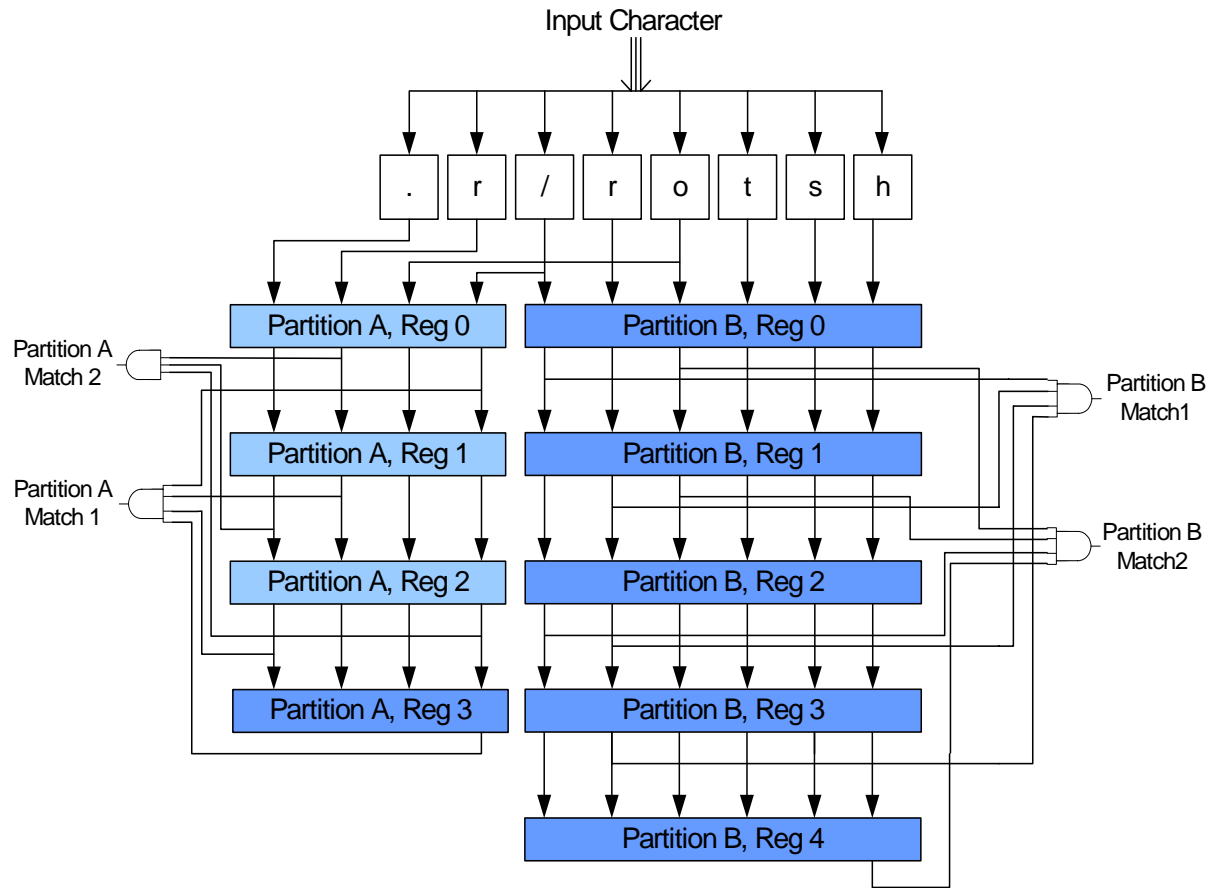 Input Character
. r / r o t s h
Partition A, Reg 0
Partition B, Reg 0
Partition A
Match 2
Partition B
Match1
Partition A, Reg 1
Partition B, Reg 1
Partition A
Match 1
Partition B
Match2
Partition A, Reg 2
Partition B, Reg 2
Partition A, Reg 3
Partition B, Reg 3
Partition B, Reg 4